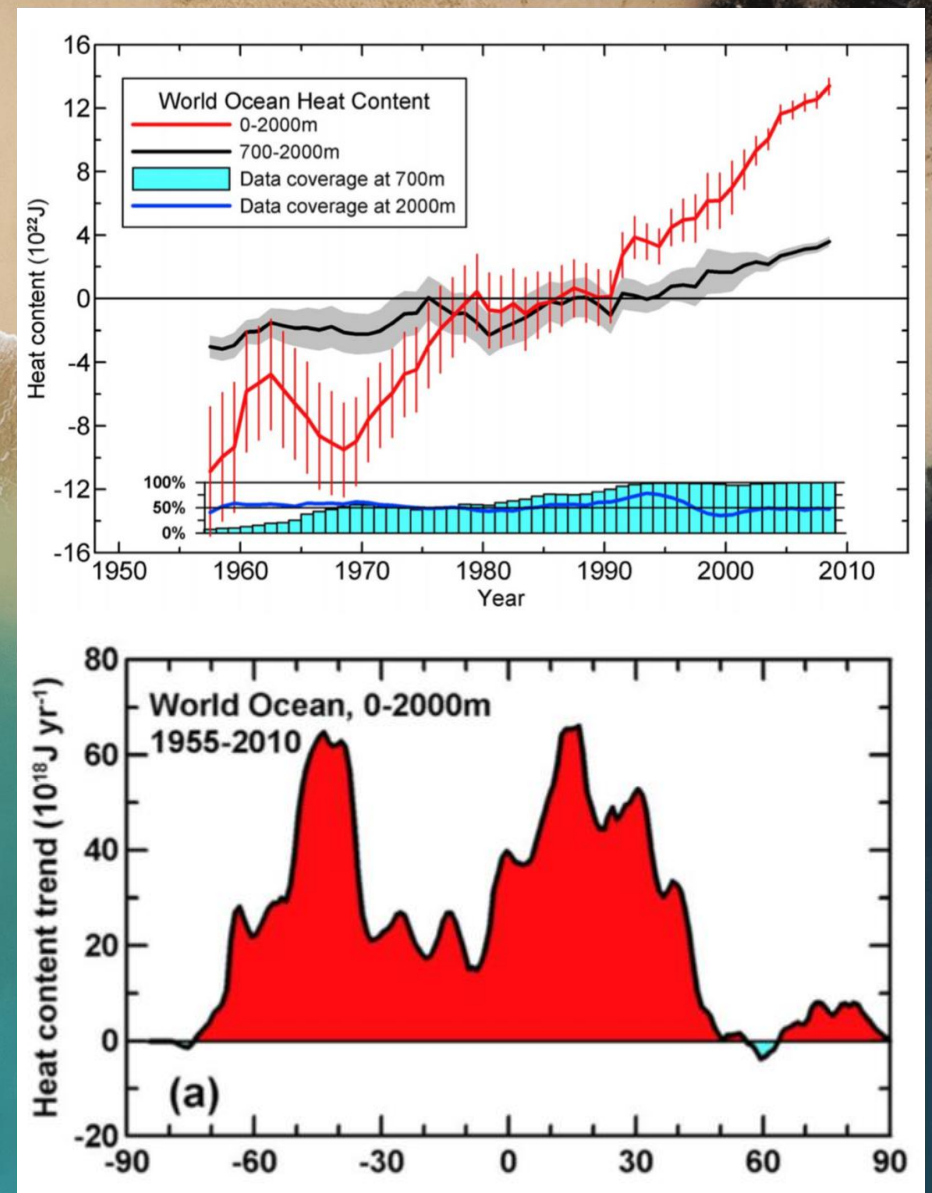 16
12
8
4
0
-4
-8
-12
-16
Heat content (10²²J)
World Ocean Heat Content
0-2000m
700-2000m
Data coverage at 700m
Data coverage at 2000m
100%
50%
0%
1950 1960 1970 1980 1990 2000 2010
Year
80
60
40
20
0
-20
Heat content trend (10¹⁸J yr⁻¹)
World Ocean, 0-2000m
1955-2010
(a)
-90 -60 -30 0 30 60 90